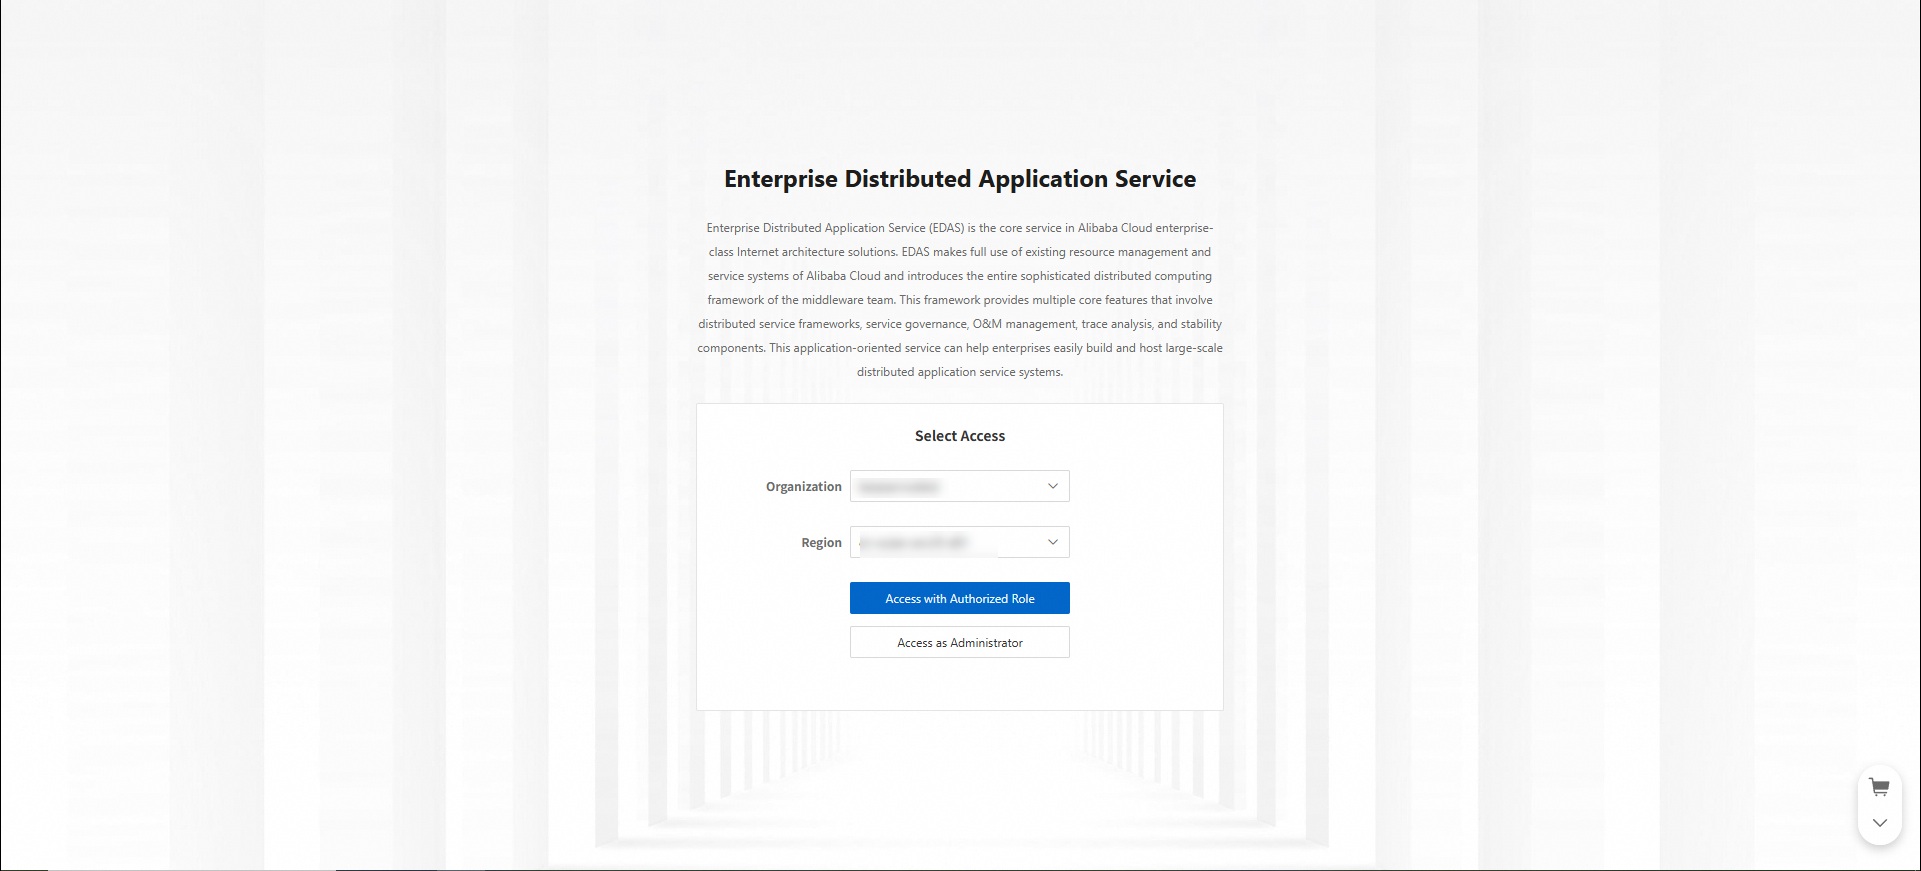 Enterprise Distributed Application Service
Enterprise Distributed Application Service (EDAS) is the core service in Alibaba Cloud enterprise-
class Internet architecture solutions. EDAS makes full use of existing resource management and
service systems of Alibaba Cloud and introduces the entire sophisticated distributed computing
framework of the middleware team. This framework provides multiple core features that involve
distributed service frameworks, service governance, O&M management, trace analysis, and stability
components. This application-oriented service can help enterprises easily build and host large-scale
distributed application service systems.
Select Access
Organization
Region
Access with Authorized Role
Access as Administrator